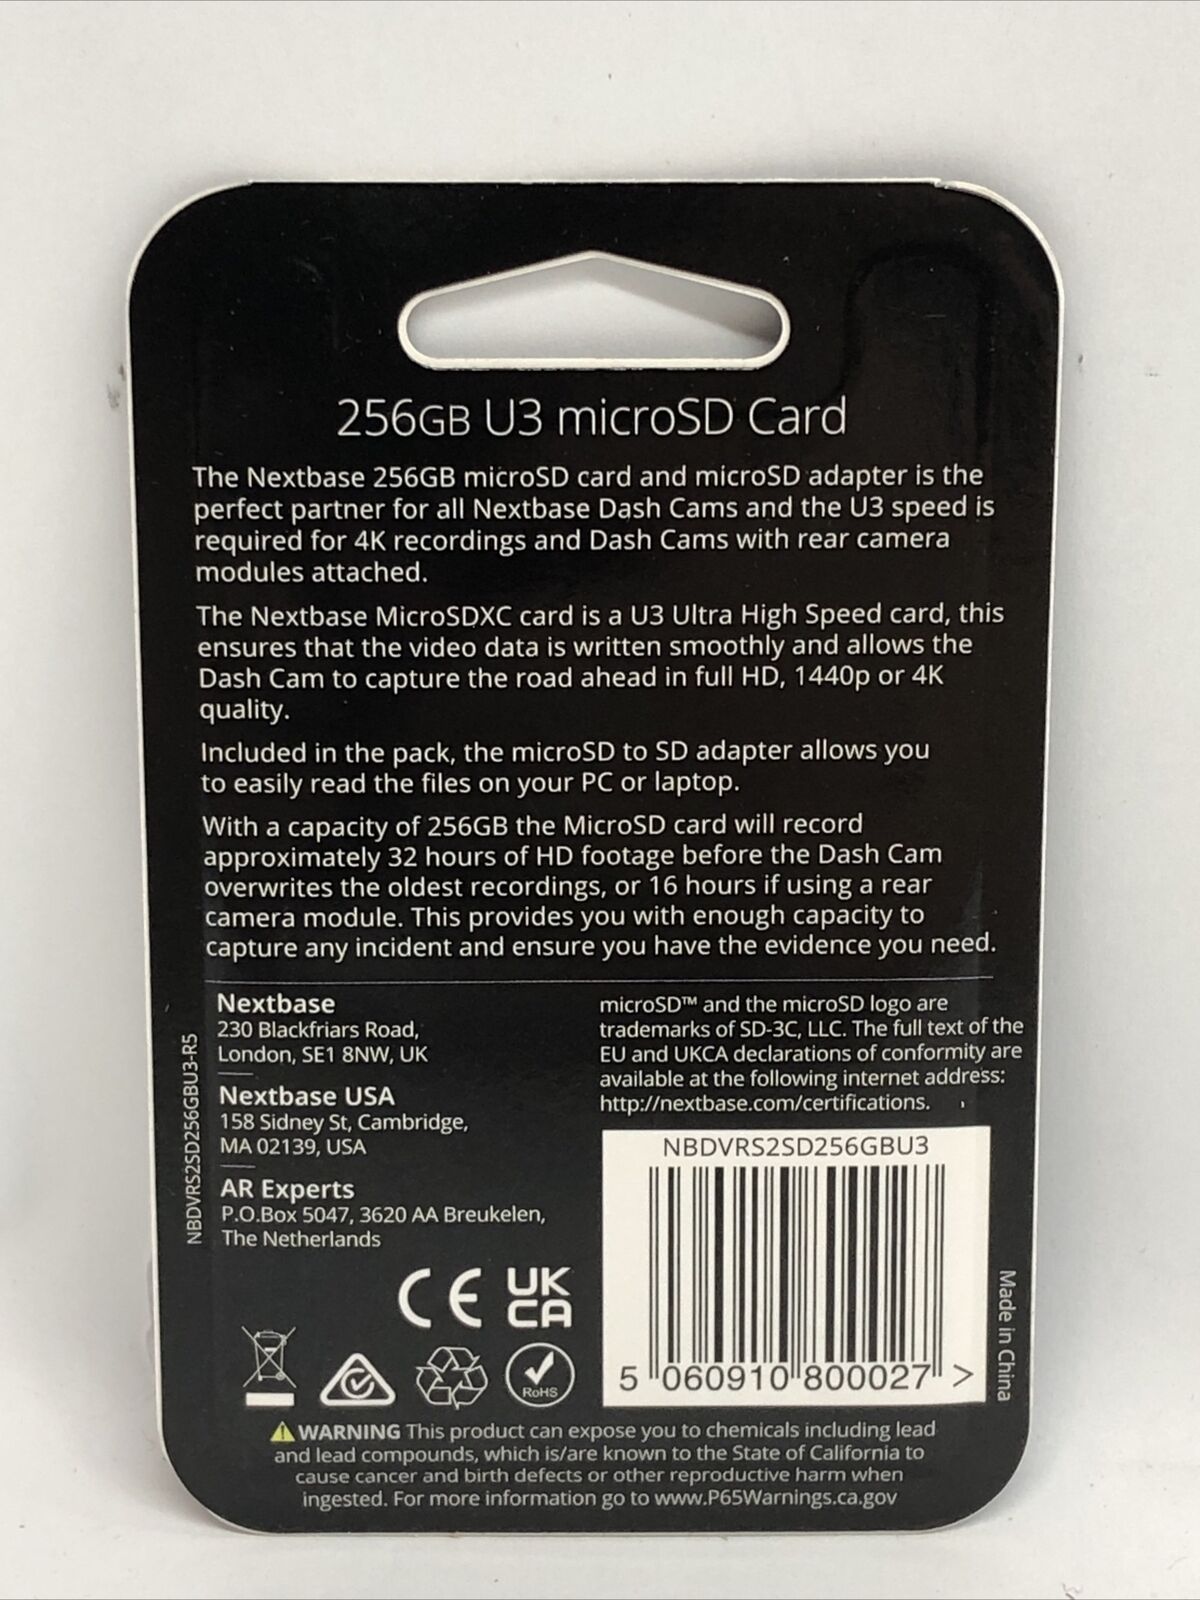 256GB U3 microSD Card
The Nextbase 256GB microSD card and microSD adapter is the
perfect partner for all Nextbase Dash Cams and the U3 speed is
required for 4K recordings and Dash Cams with rear camera
modules attached.
The Nextbase MicroSDXC card is a U3 Ultra High Speed card, this
ensures that the video data is written smoothly and allows the
Dash Cam to capture the road ahead in full HD, 1440p or 4K
quality.
Included in the pack, the microSD to SD adapter allows you
to easily read the files on your PC or laptop.
With a capacity of 256GB the MicroSD card will record
approximately 32 hours of HD footage before the Dash Cam
overwrites the oldest recordings, or 16 hours if using a rear
camera module. This provides you with enough capacity to
capture any incident and ensure you have the evidence you need.
NBDVRS2SD256GBU3-R5
Nextbase
230 Blackfriars Road,
London, SE1 8NW, UK
Nextbase USA
158 Sidney St, Cambridge,
MA 02139, USA
AR Experts
P.O.Box 5047, 3620 AA Breukelen,
The Netherlands
microSD™ and the microSD logo are
trademarks of SD-3C, LLC. The full text of the
EU and UKCA declarations of conformity are
available at the following internet address:
http://nextbase.com/certifications.
NBDVRS2SD256GBU3
5 060910 800027 >
Made in China
CE UK
CA
RoHS
WARNING This product can expose you to chemicals including lead
and lead compounds, which is/are known to the State of California to
cause cancer and birth defects or other reproductive harm when
ingested. For more information go to www.P65Warnings.ca.gov